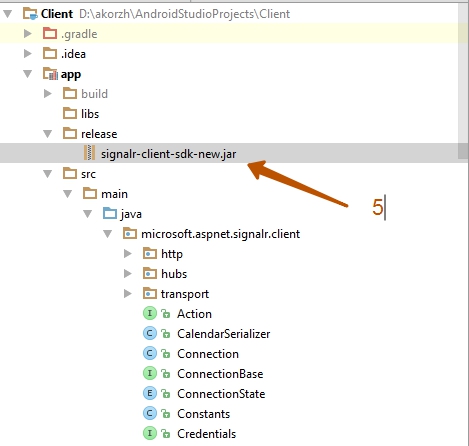 Client D:\akorzh\AndroidStudioProjects\Client
.gradle
.idea
app
build
libs
release
signalr-client-sdk-new.jar
5
src
main
java
microsoft.aspnet.signalr.client
http
hubs
transport
I Action
C CalendarSerializer
C Connection
I ConnectionBase
E ConnectionState
C Constants
I Credentials